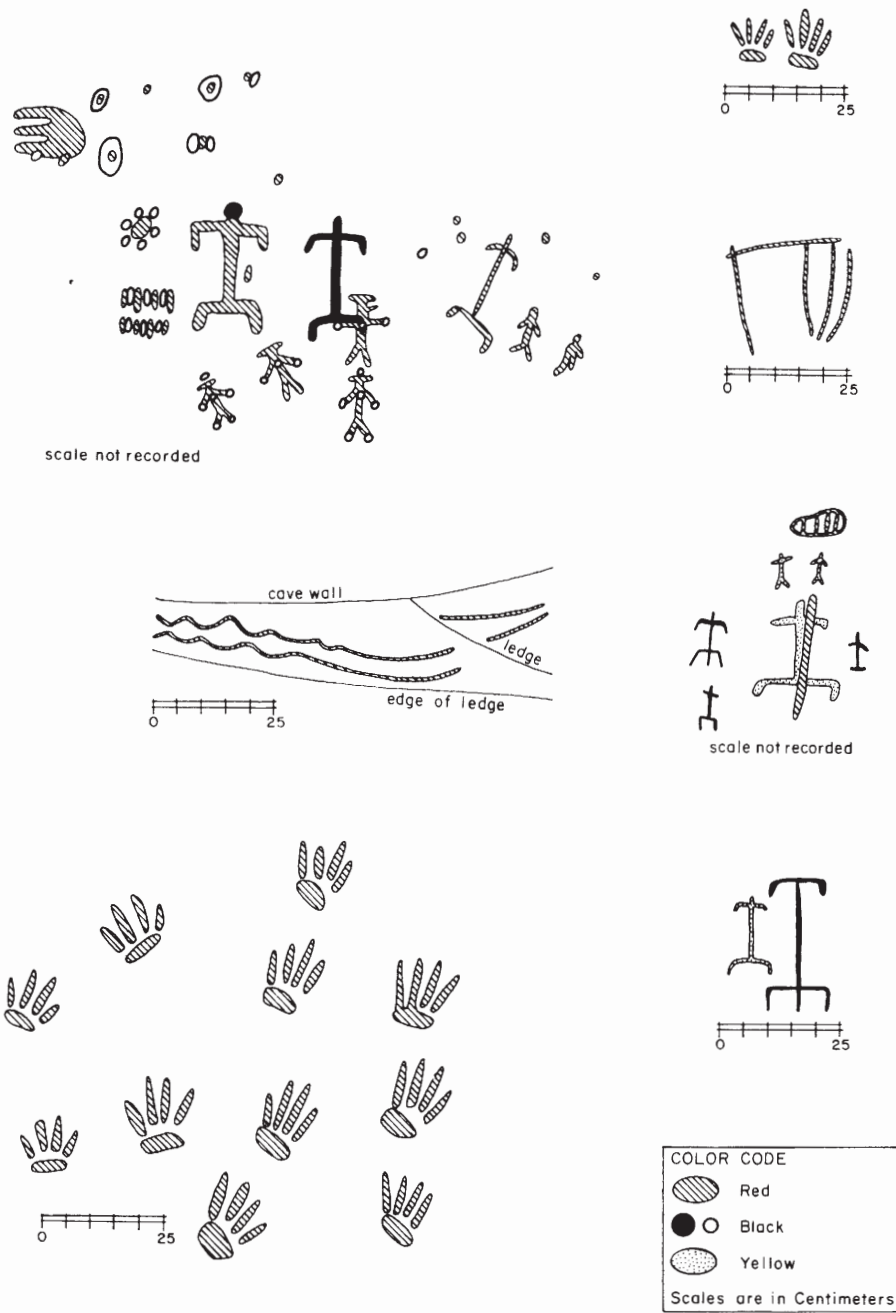 0 25
scale not recorded
0 25
cave wall
ledge
edge of ledge
0 25
scale not recorded
0 25
0 25
COLOR CODE
Red
Black
Yellow
Scales are in Centimeters